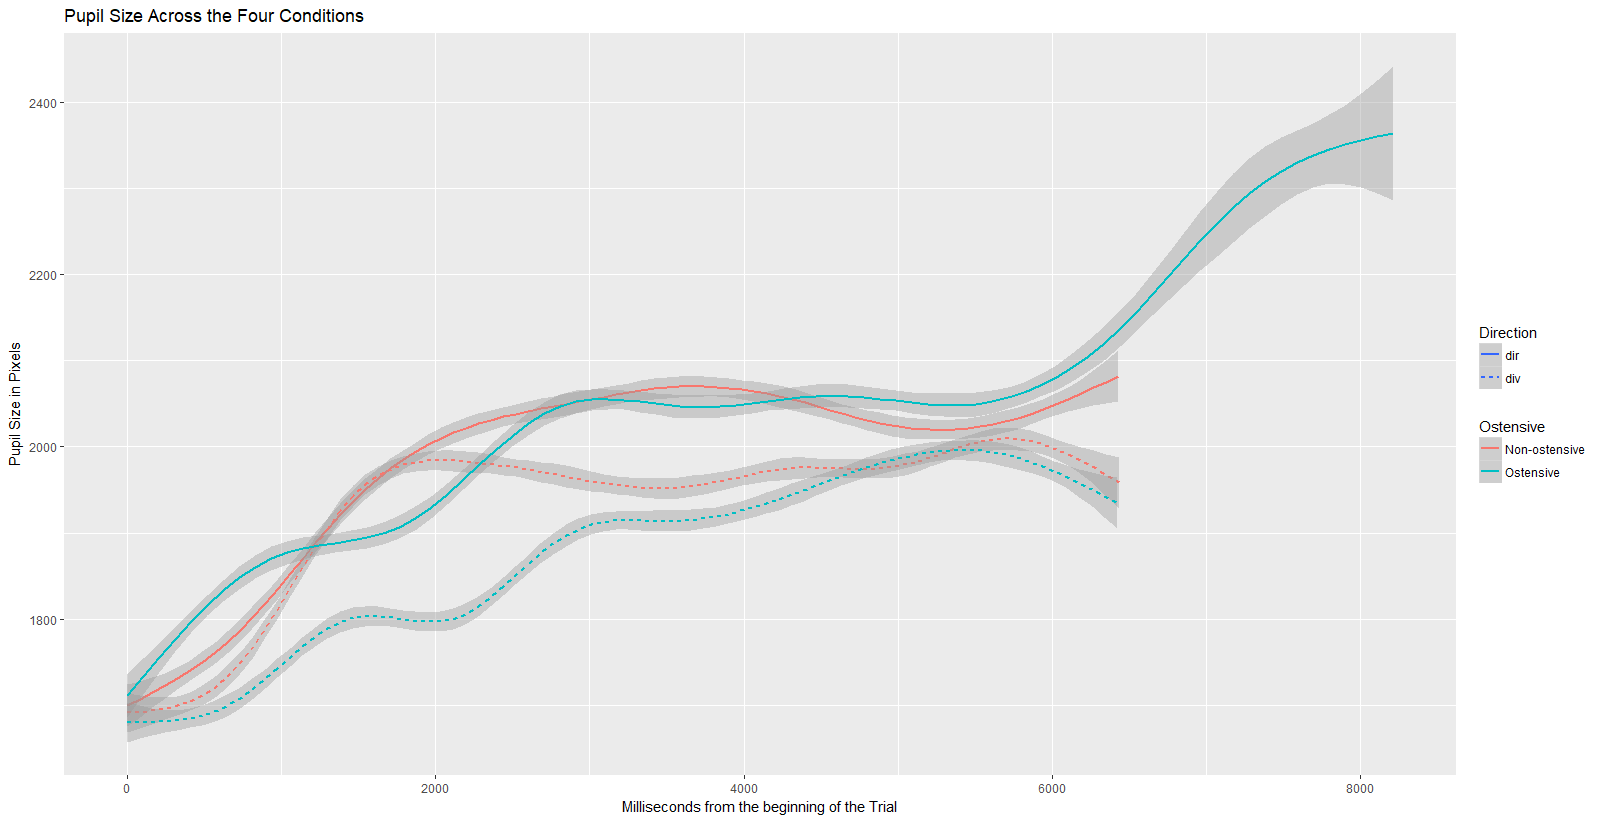 Pupil Size Across the Four Conditions
2400
2200
2000
1800
Pupil Size in Pixels
0
2000
4000
6000
8000
Milliseconds from the beginning of the Trial
Direction
dir
div
Ostensive
Non-ostensive
Ostensive